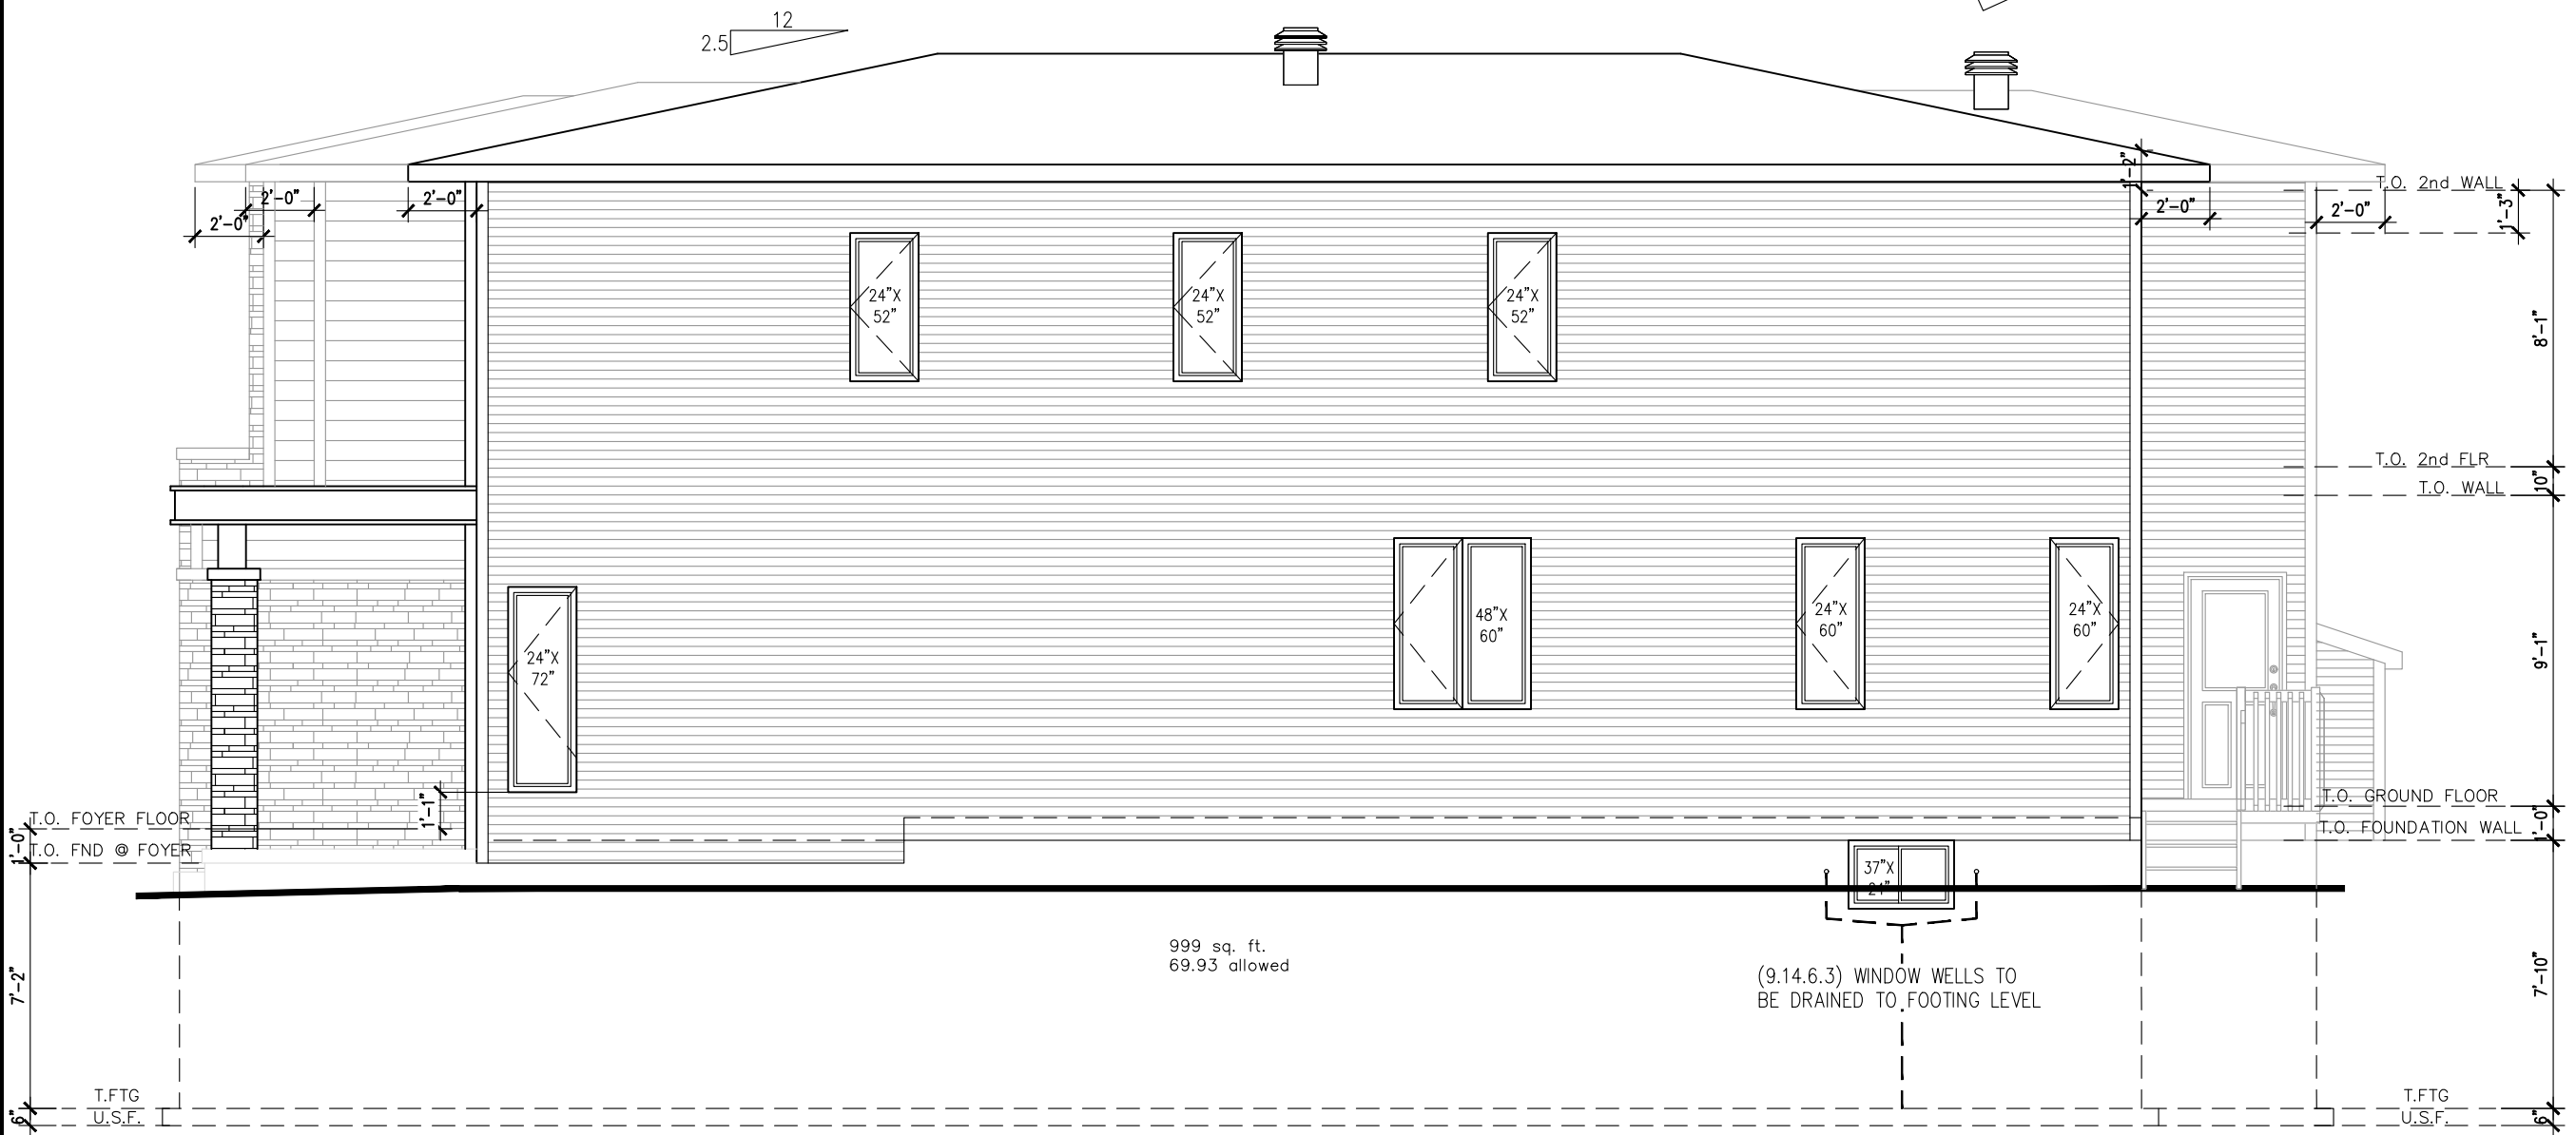 12
2.5
1'-2"
T.O. 2nd WALL
2'-0"
2'-0"
2'-0"
2'-0"
2'-0"
1'-3"
24"X
52"
24"X
52"
24"X
52"
8'-1"
T.O. 2nd FLR
10"
T.O. WALL
24"X
72"
48"X
60"
24"X
60"
24"X
60"
9'-1"
1'-1"
T.O. GROUND FLOOR
T.O. FOYER FLOOR
1'-0"
T.O. FOUNDATION WALL
1'-0"
T.O. FND @ FOYER
37"X
24"
999 sq. ft.
69.93 allowed
(9.14.6.3) WINDOW WELLS TO
BE DRAINED TO FOOTING LEVEL
7'-2"
7'-10"
T.FTG
U.S.F.
6"
T.FTG
U.S.F.
6"